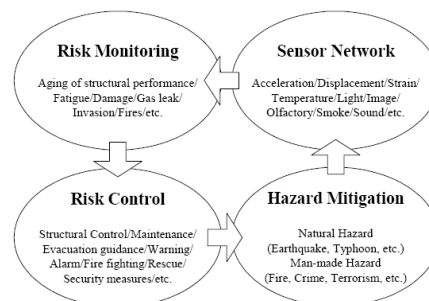 Risk Monitoring
Aging of structural performance/
Fatigue/Damage/Gas leak/
Invasion/Fires/etc.
Sensor Network
Acceleration/Displacement/Strain/
Temperature/Light/Image/
Olfactory/Smoke/Sound/etc.
Risk Control
Structural Control/Maintenance/
Evacuation guidance/Warning/
Alarm/Fire fighting/Rescue/
Security measures/etc.
Hazard Mitigation
Natural Hazard
(Earthquake, Typhoon, etc.)
Man-made Hazard
(Fire, Crime, Terrorism, etc.)